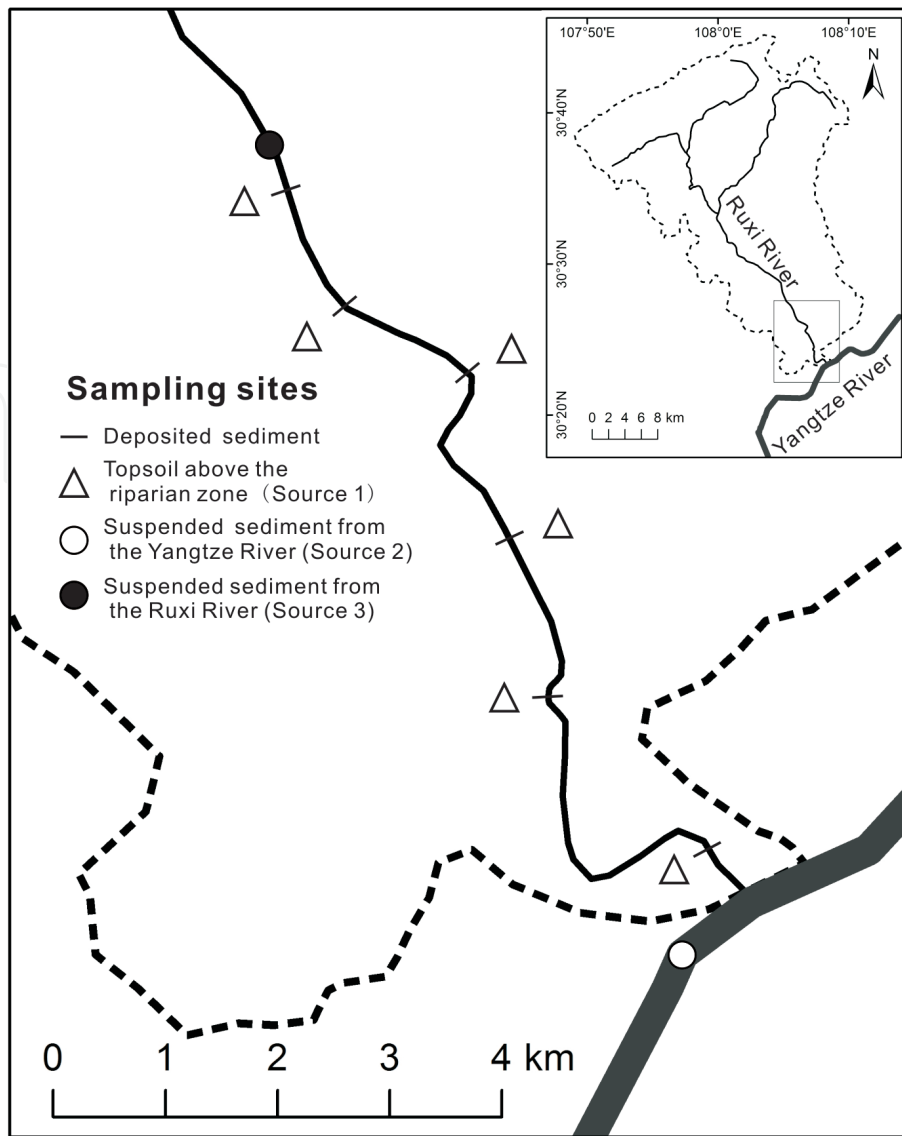 107°50'E 108°0'E 108°10'E
N
30°40'N
30°30'N
30°20'N
Ruxi River
Yangtze River
0 2 4 6 8 km
Sampling sites
Deposited sediment
Topsoil above the
riparian zone（Source 1）
Suspended sediment from
the Yangtze River (Source 2)
Suspended sediment from
the Ruxi River (Source 3)
0 1 2 3 4 km